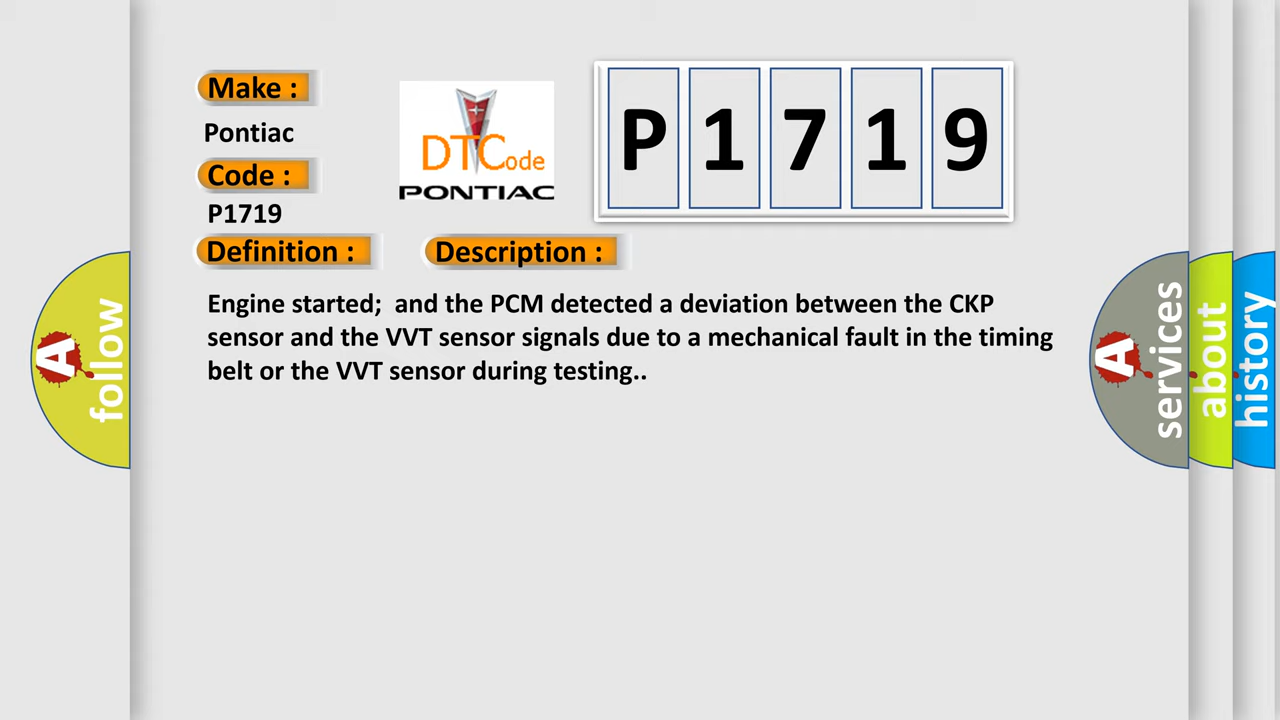 Make :
Pontiac
Code :
P1719
DTCode
PONTIAC
P 1 7 1 9
Definition :
Description :
Engine started; and the PCM detected a deviation between the CKP
sensor and the VVT sensor signals due to a mechanical fault in the timing
belt or the VVT sensor during testing..
A follow
A services
about
history